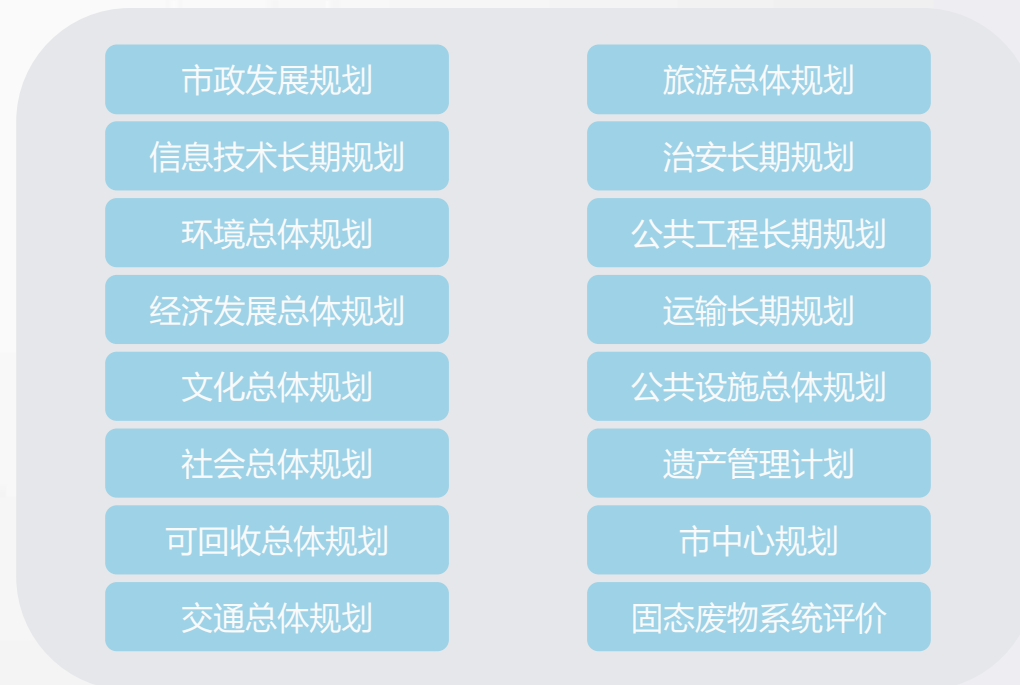 市政发展规划
信息技术长期规划
环境总体规划
经济发展总体规划
文化总体规划
社会总体规划
可回收总体规划
交通总体规划
旅游总体规划
治安长期规划
公共工程长期规划
运输长期规划
公共设施总体规划
遗产管理计划
市中心规划
固态废物系统评价